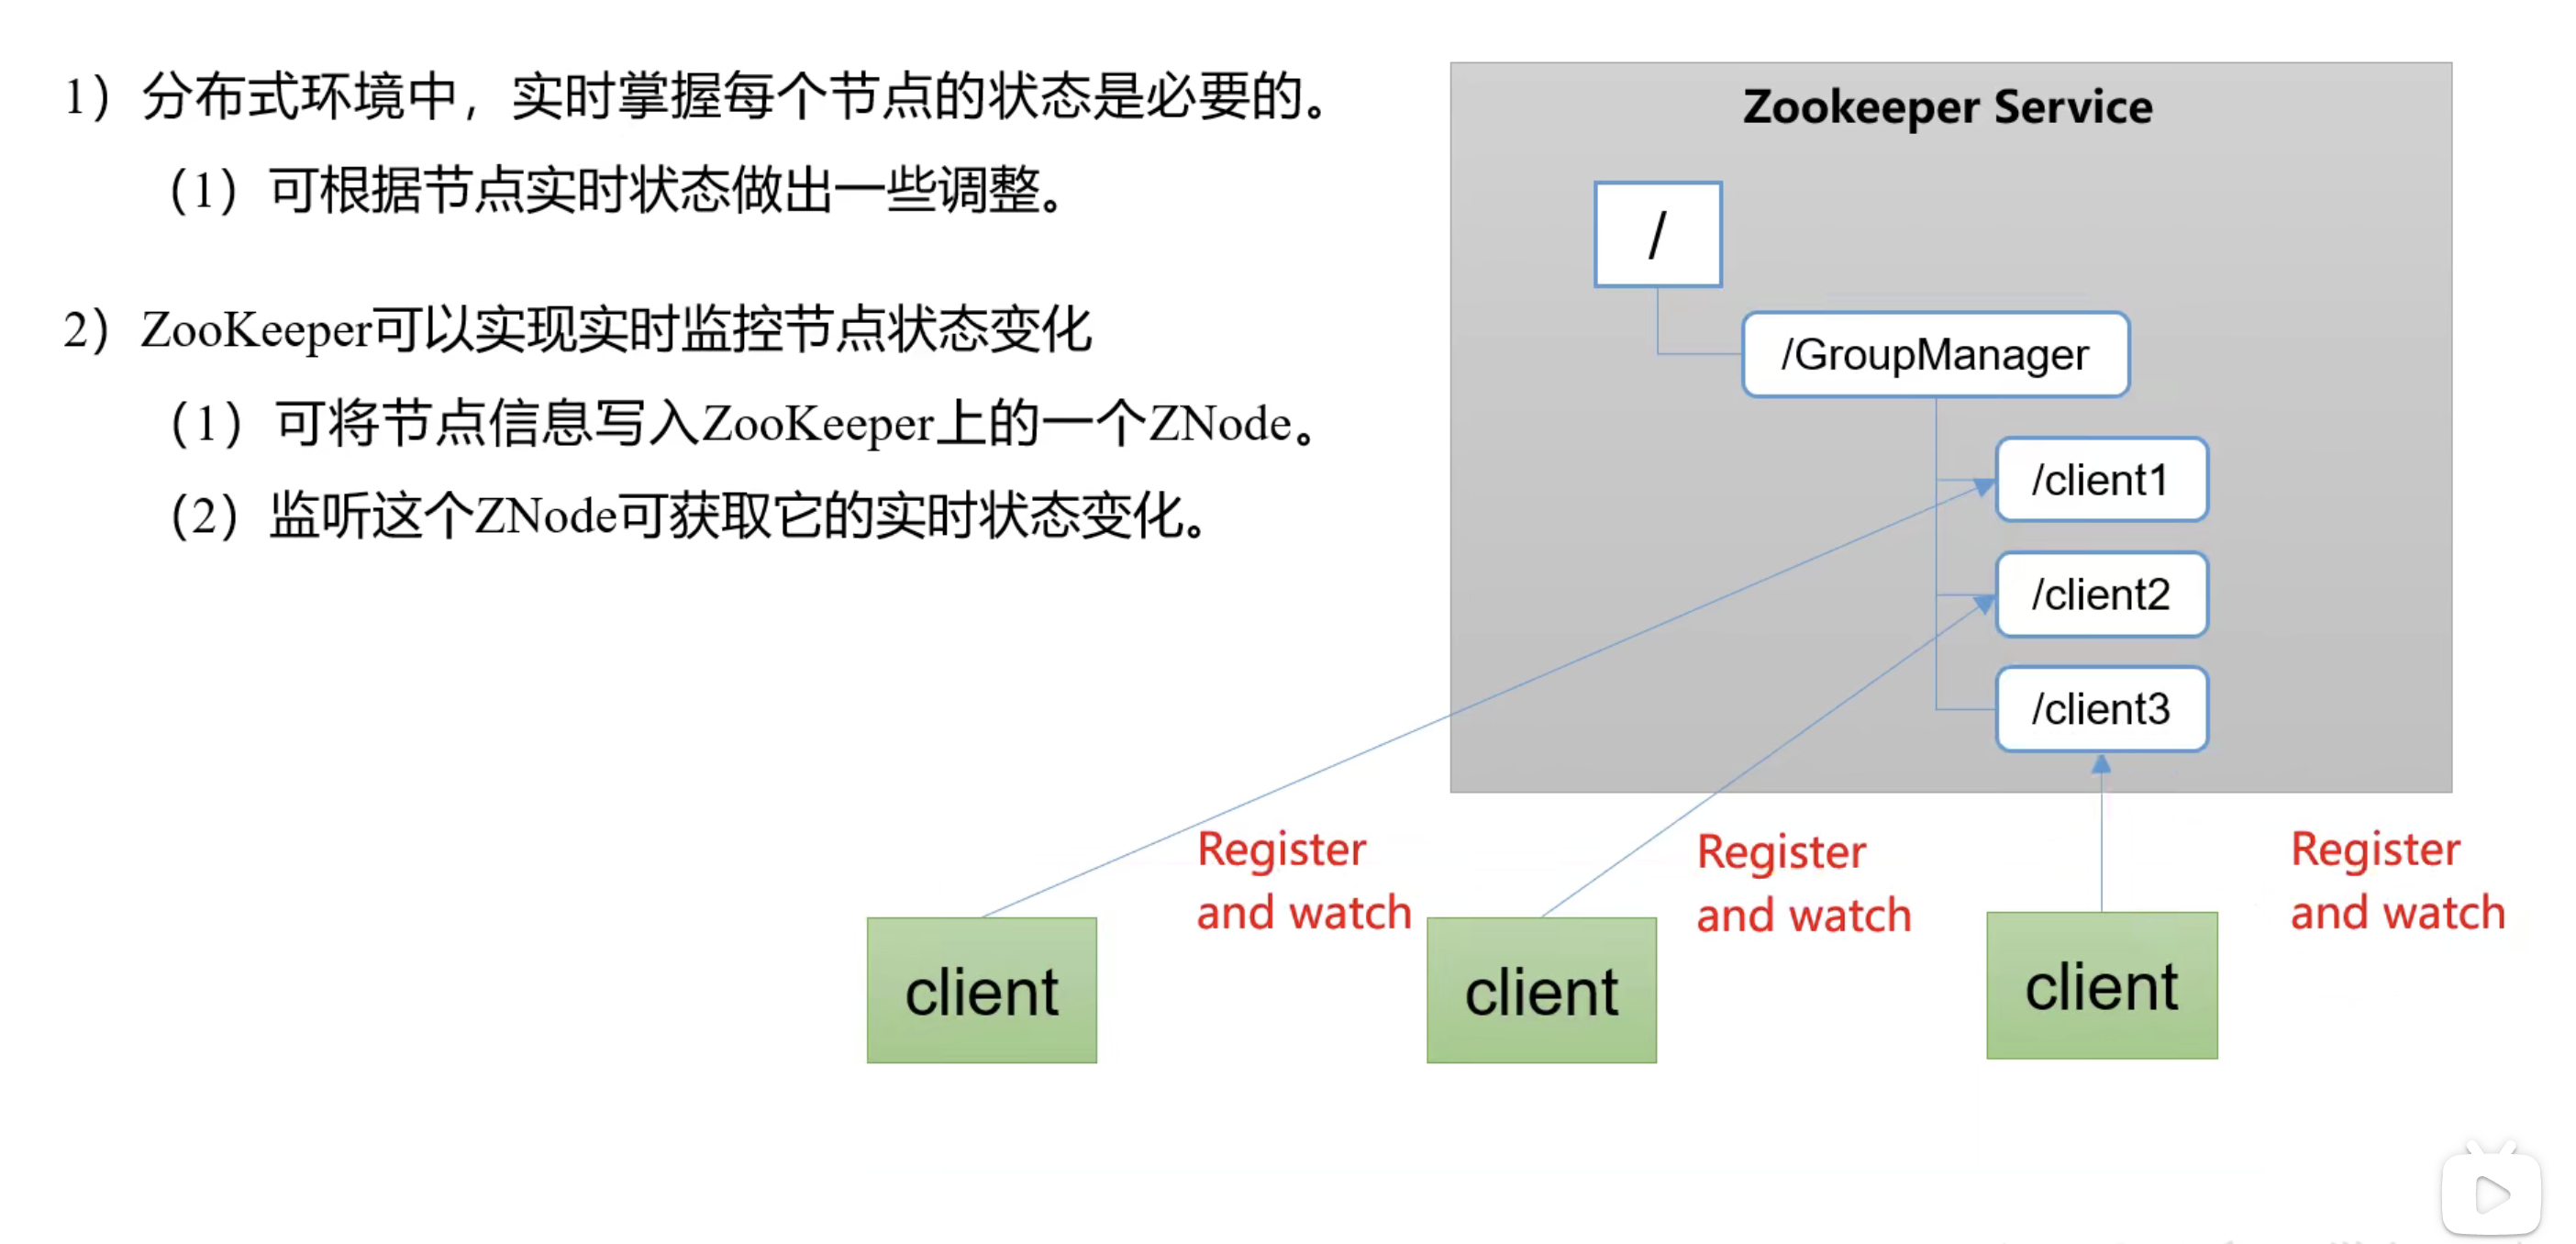 1）分布式环境中，实时掌握每个节点的状态是必要的。
（1）可根据节点实时状态做出一些调整。
2）ZooKeeper可以实现实时监控节点状态变化
（1）可将节点信息写入ZooKeeper上的一个ZNode。
（2）监听这个ZNode可获取它的实时状态变化。
Zookeeper Service
/
/GroupManager
/client1
/client2
/client3
Register
and watch
Register
and watch
Register
and watch
client
client
client